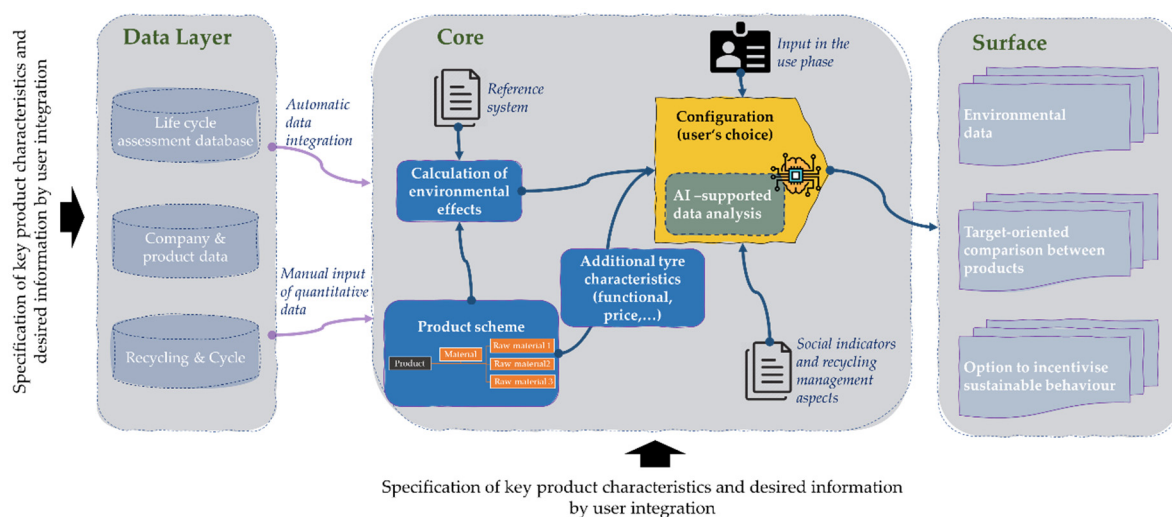 Specification of key product characteristics and
desired information by user integration
Data Layer
Life cycle
assessment database
Company &
product data
Recycling & Cycle
Automatic
data
integration
Manual input
of quantitative
data
Core
Reference
system
Calculation of
environmental
effects
Product scheme
Product
Material
Raw material 1
Raw material2
Raw material 3
Additional tyre
characteristics
(functional,
price,...)
Input in the
use phase
Configuration
(user's choice)
AI –supported
data analysis
Social indicators
and recycling
management
aspects
Surface
Environmental
data
Target-oriented
comparison between
products
Option to incentivise
sustainable behaviour
Specification of key product characteristics and desired information
by user integration